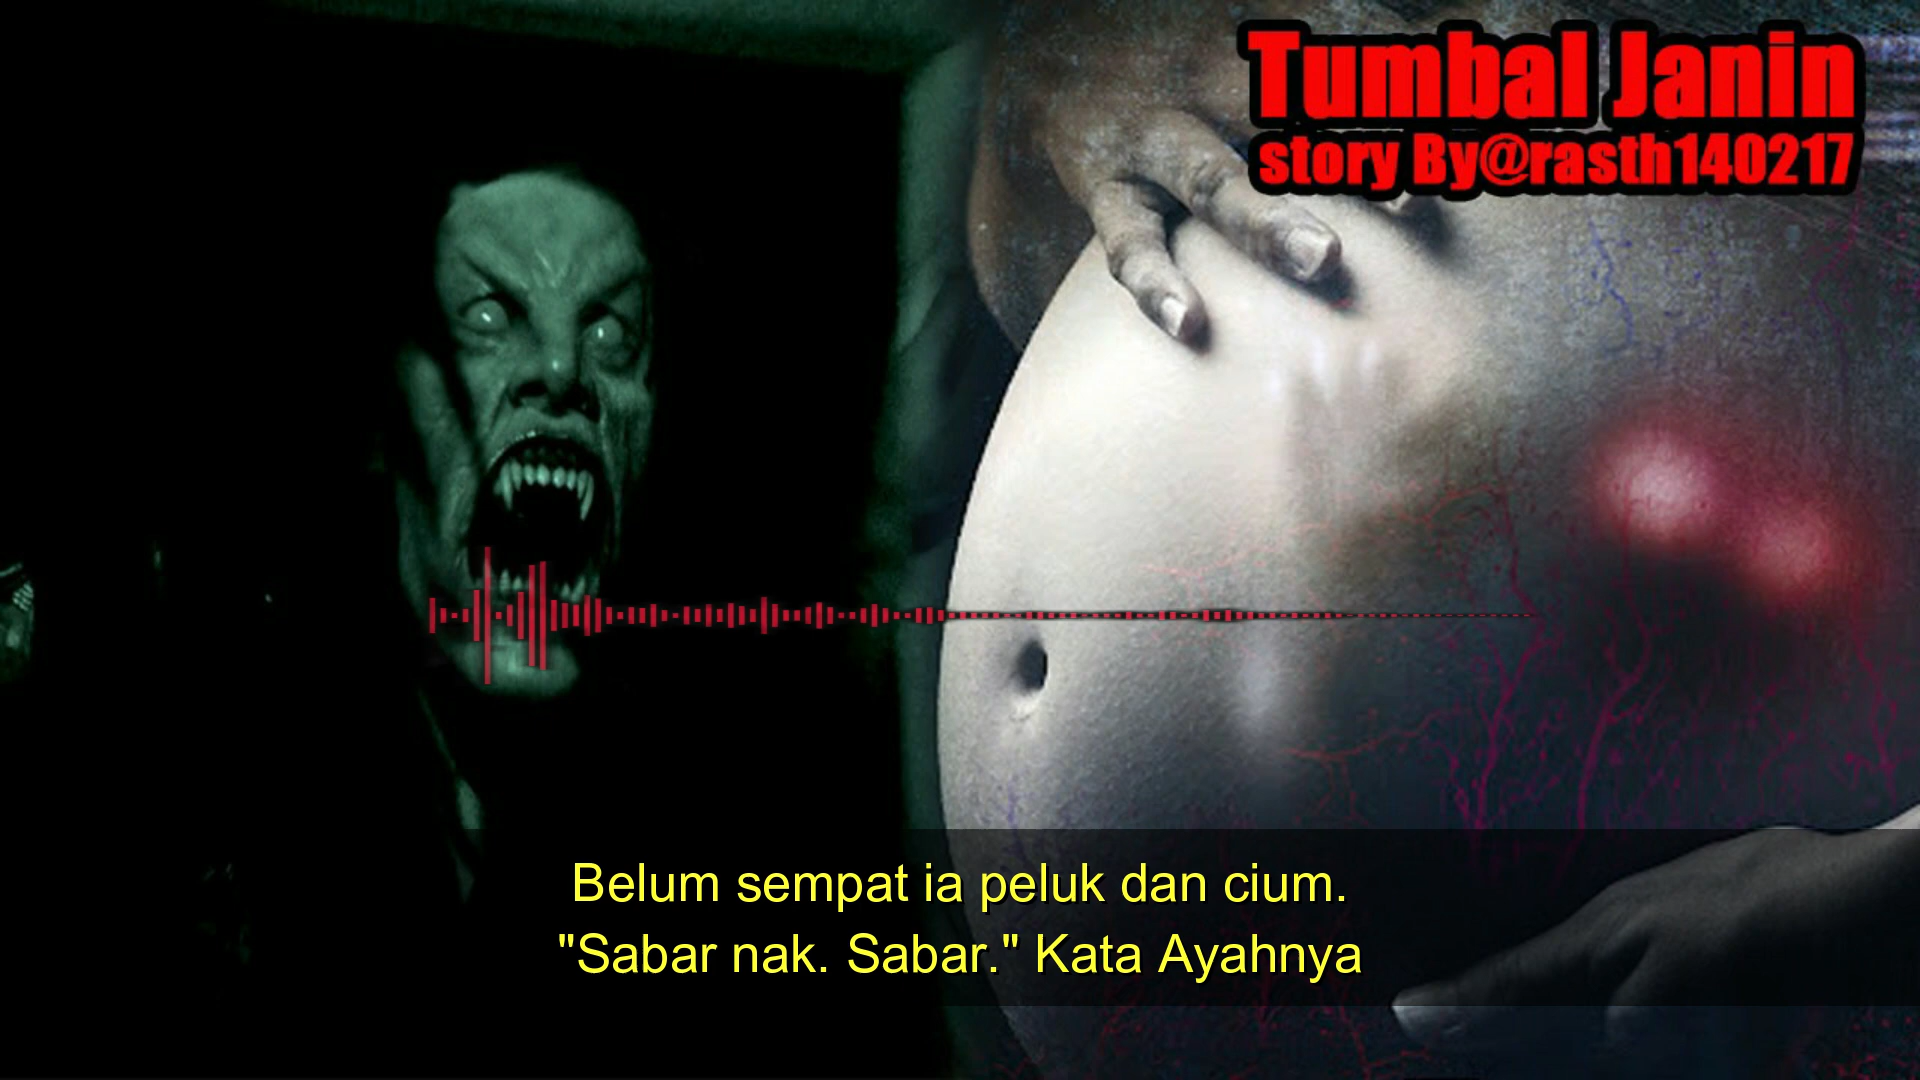 Tumbal Janin
story By@rasth140217
Belum sempat ia peluk dan cium.
"Sabar nak. Sabar." Kata Ayahnya